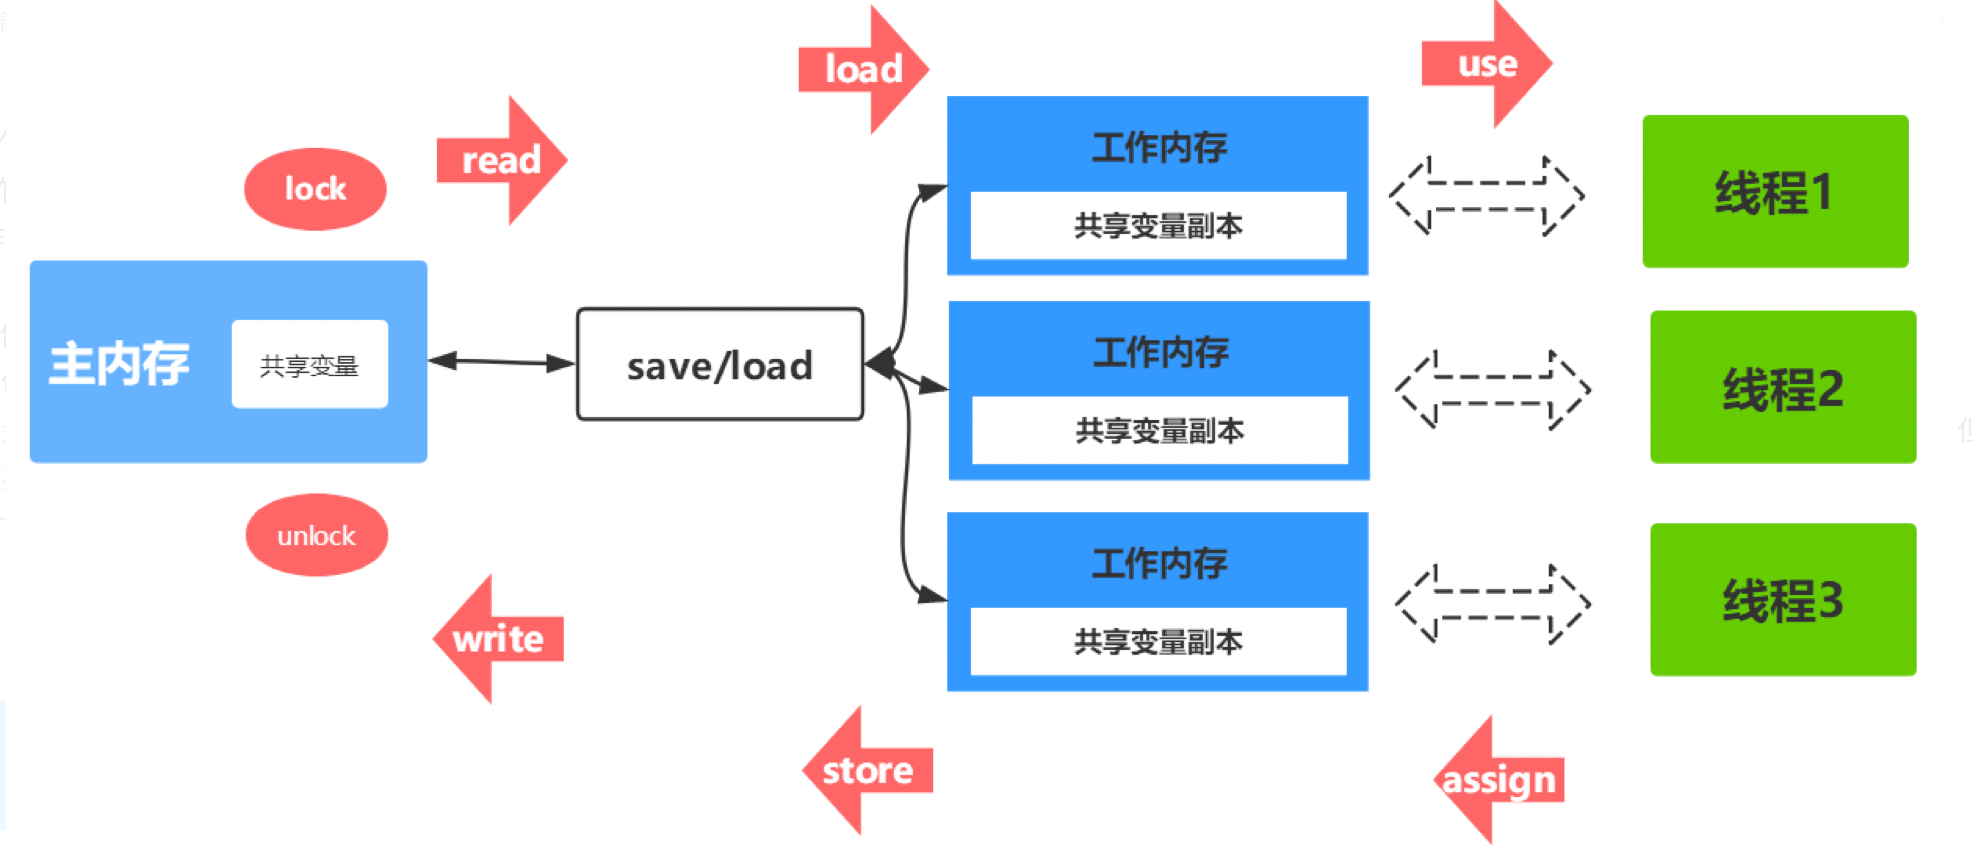 load
use
read
lock
工作内存
共享变量副本
线程1
主内存
共享变量
save/load
工作内存
共享变量副本
线程2
unlock
工作内存
共享变量副本
线程3
write
store
assign